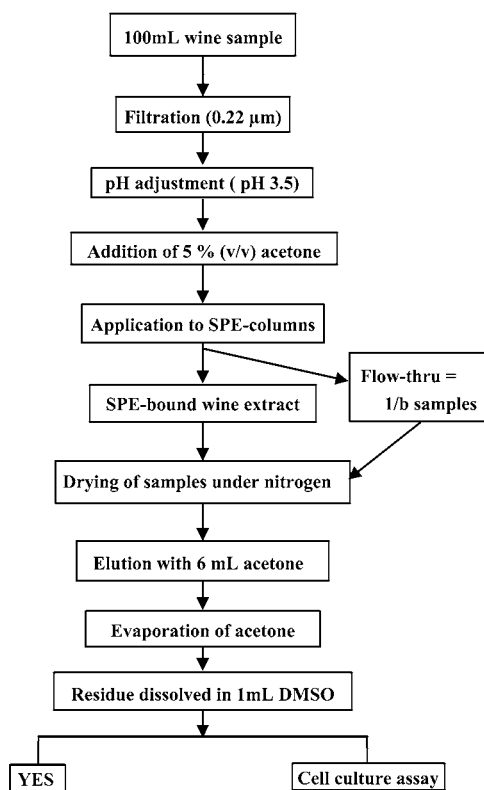 100mL wine sample
Filtration (0.22 µm)
pH adjustment ( pH 3.5)
Addition of 5 % (v/v) acetone
Application to SPE-columns
Flow-thru =
1/b samples
SPE-bound wine extract
Drying of samples under nitrogen
Elution with 6 mL acetone
Evaporation of acetone
Residue dissolved in 1mL DMSO
YES
Cell culture assay